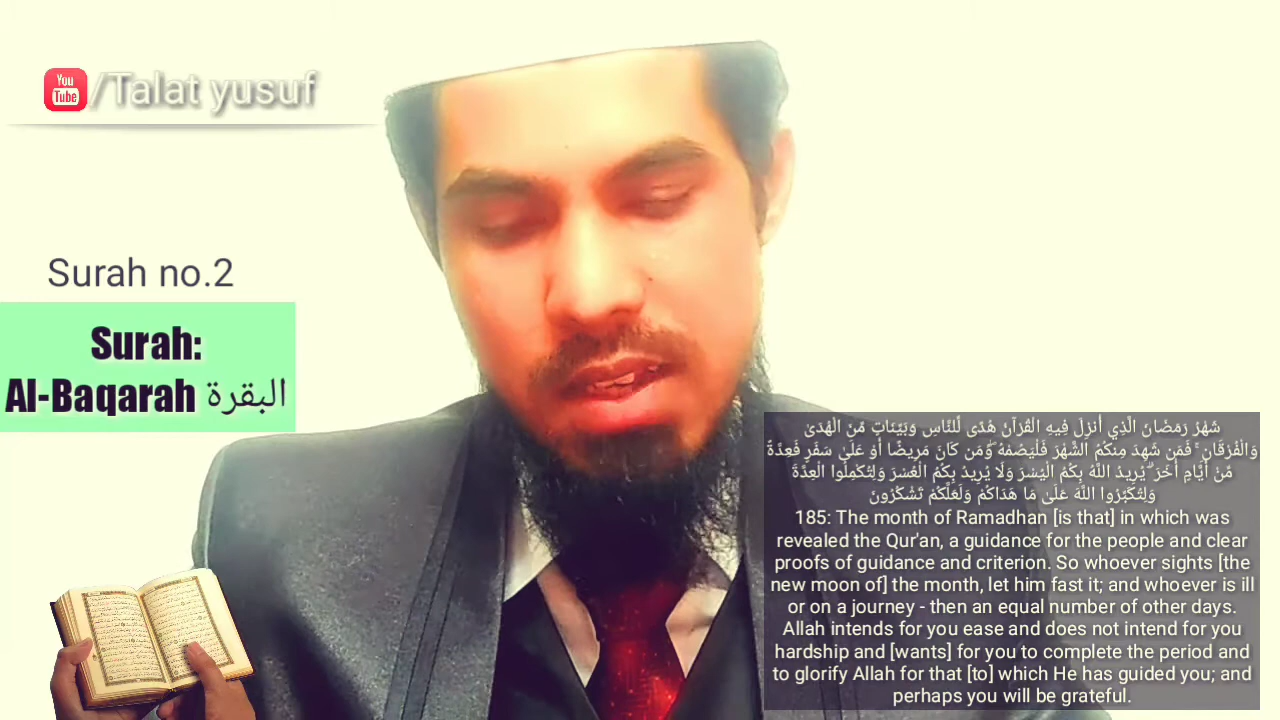 You
Tube
/Talat yusuf
Surah no.2
Surah:
Al-Baqarah البقرة
شَهْرُ رَمَضَانَ الَّذِي أُنزِلَ فِيهِ الْقُرْآنُ هُدًى لِّلنَّاسِ وَبَيِّنَاتٍ مِّنَ الْهُدَىٰ
وَالْفُرْقَانِ ۚ فَمَن شَهِدَ مِنكُمُ الشَّهْرَ فَلْيَصُمْهُ ۖ وَمَن كَانَ مَرِيضًا أَوْ عَلَىٰ سَفَرٍ فَعِدَّةٌ
مِّنْ أَيَّامٍ أُخَرَ ۗ يُرِيدُ اللَّهُ بِكُمُ الْيُسْرَ وَلَا يُرِيدُ بِكُمُ الْعُسْرَ وَلِتُكْمِلُوا الْعِدَّةَ
وَلِتُكَبِّرُوا اللَّهَ عَلَىٰ مَا هَدَاكُمْ وَلَعَلَّكُمْ تَشْكُرُونَ
185: The month of Ramadhan [is that] in which was
revealed the Qur'an, a guidance for the people and clear
proofs of guidance and criterion. So whoever sights [the
new moon of] the month, let him fast it; and whoever is ill
or on a journey - then an equal number of other days.
Allah intends for you ease and does not intend for you
hardship and [wants] for you to complete the period and
to glorify Allah for that [to] which He has guided you; and
perhaps you will be grateful.